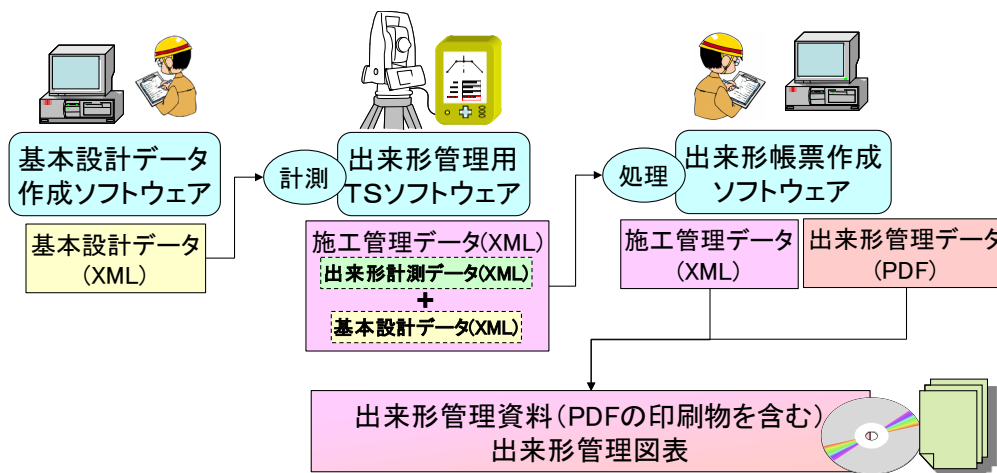 基本設計データ
作成ソフトウェア
計測
出来形管理用
TSソフトウェア
処理
出来形帳票作成
ソフトウェア
基本設計データ
(XML)
施工管理データ(XML)
出来形計測データ(XML)
+
基本設計データ(XML)
施工管理データ
(XML)
出来形管理データ
(PDF)
出来形管理資料(PDFの印刷物を含む)
出来形管理図表